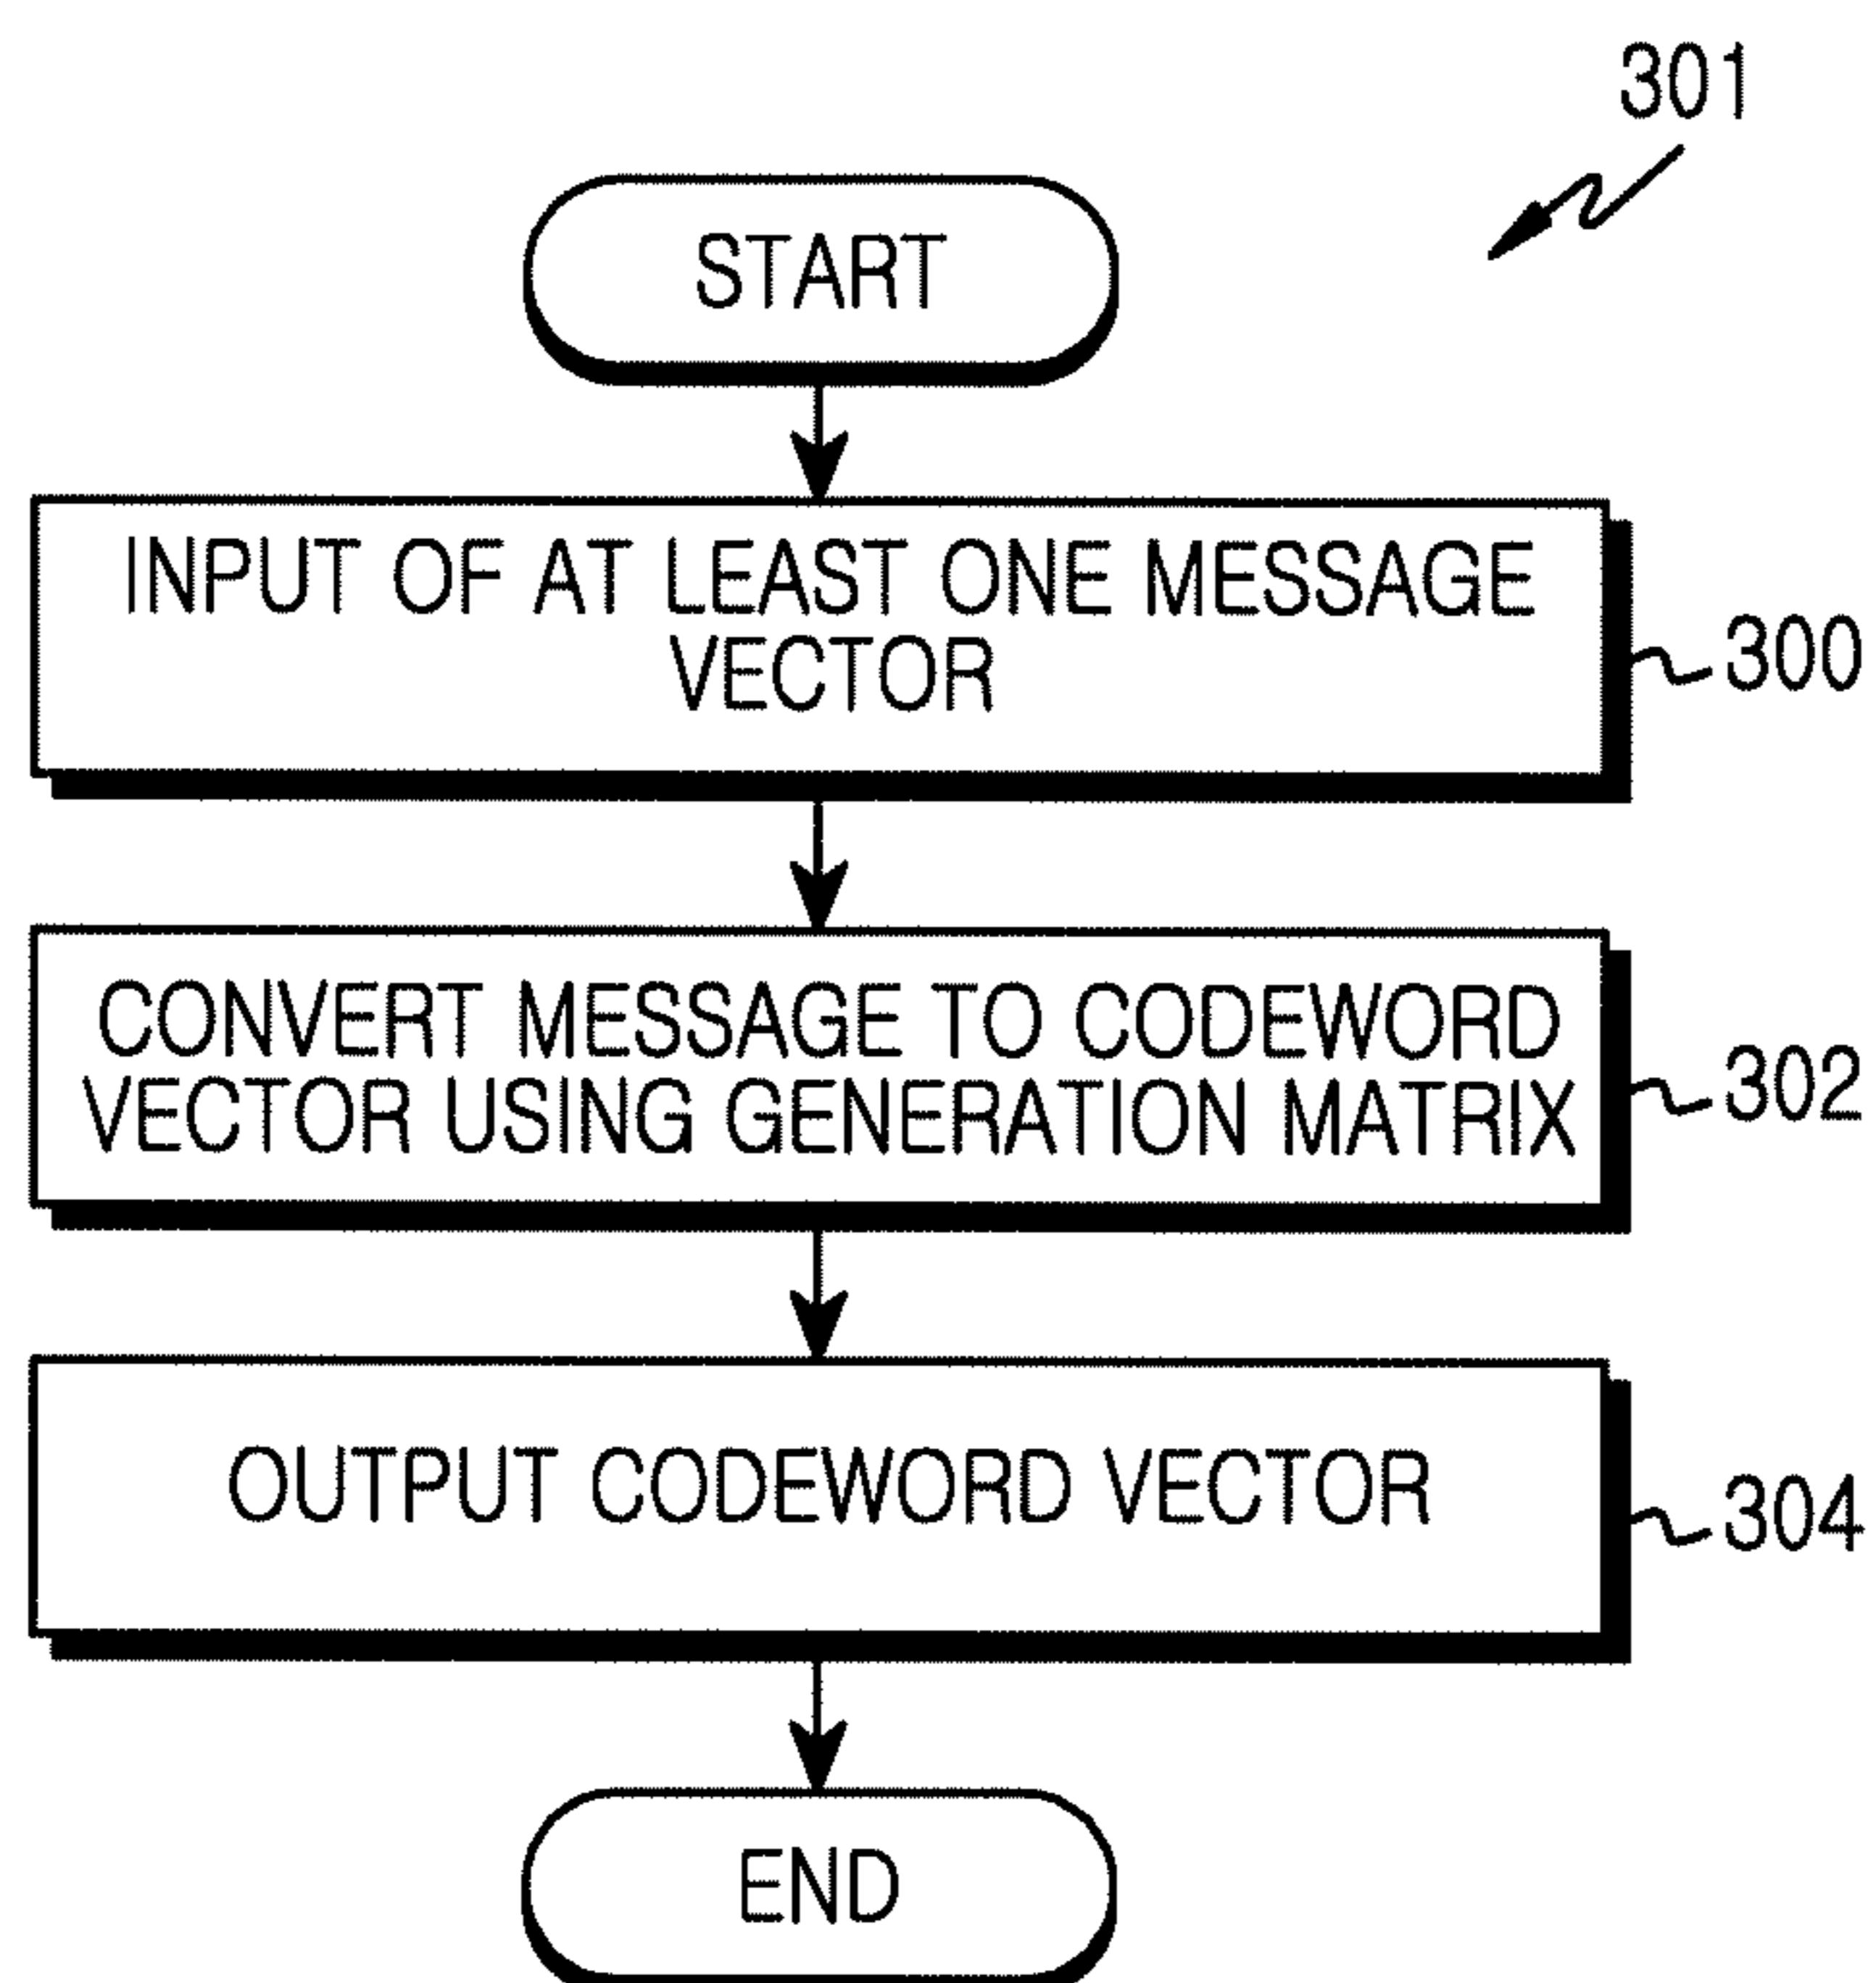 301
START
INPUT OF AT LEAST ONE MESSAGE
VECTOR
300
CONVERT MESSAGE TO CODEWORD
VECTOR USING GENERATION MATRIX
302
OUTPUT CODEWORD VECTOR
304
END